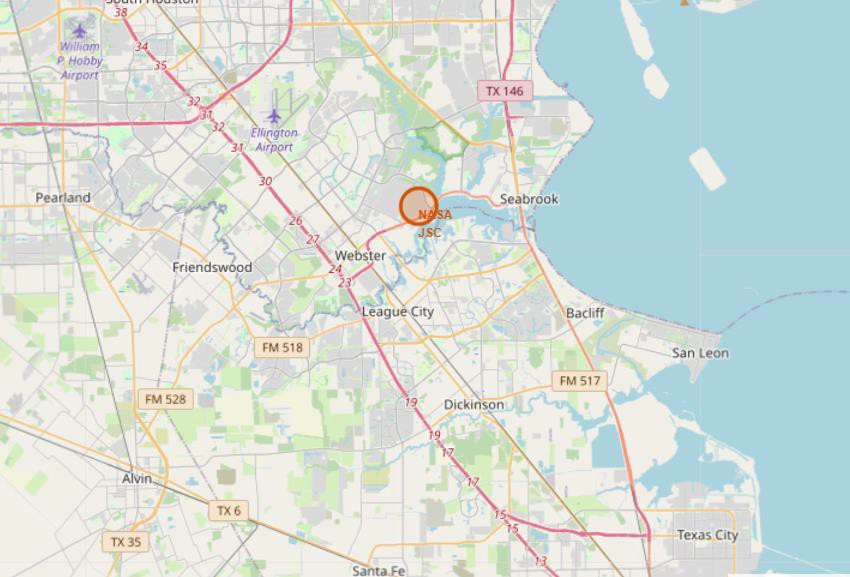 South Houston
38
William
P Hobby
Airport
34
35
TX 146
32
31
32
Ellington
Airport
31
30
Pearland
Seabrook
NASA
JSC
26
27
Webster
Friendswood
24
23
League City
Bacliff
FM 518
San Leon
FM 517
FM 528
19
Dickinson
19
17
Alvin
17
TX 6
15
15
TX 35
Texas City
13
Santa Fe